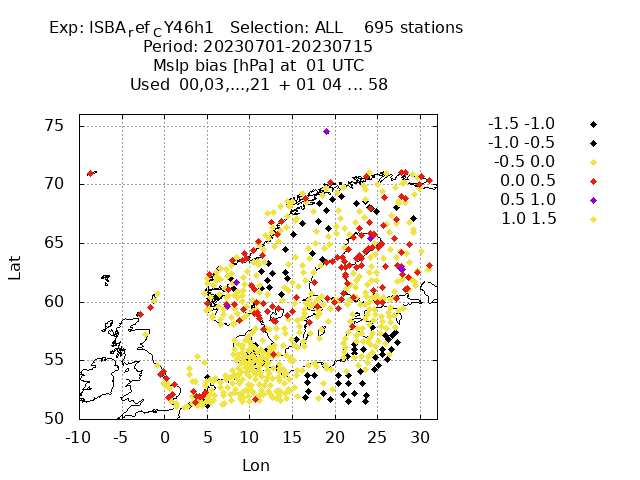 Exp: ISBArefCY46h1 Selection: ALL 695 stations
Period: 20230701-20230715
Mslp bias [hPa] at 01 UTC
Used 00,03,...,21 + 01 04 ... 58
75
70
65
60
55
50
Lat
-10 -5 0 5 10 15 20 25 30
Lon
-1.5 -1.0
-1.0 -0.5
-0.5 0.0
0.0 0.5
0.5 1.0
1.0 1.5